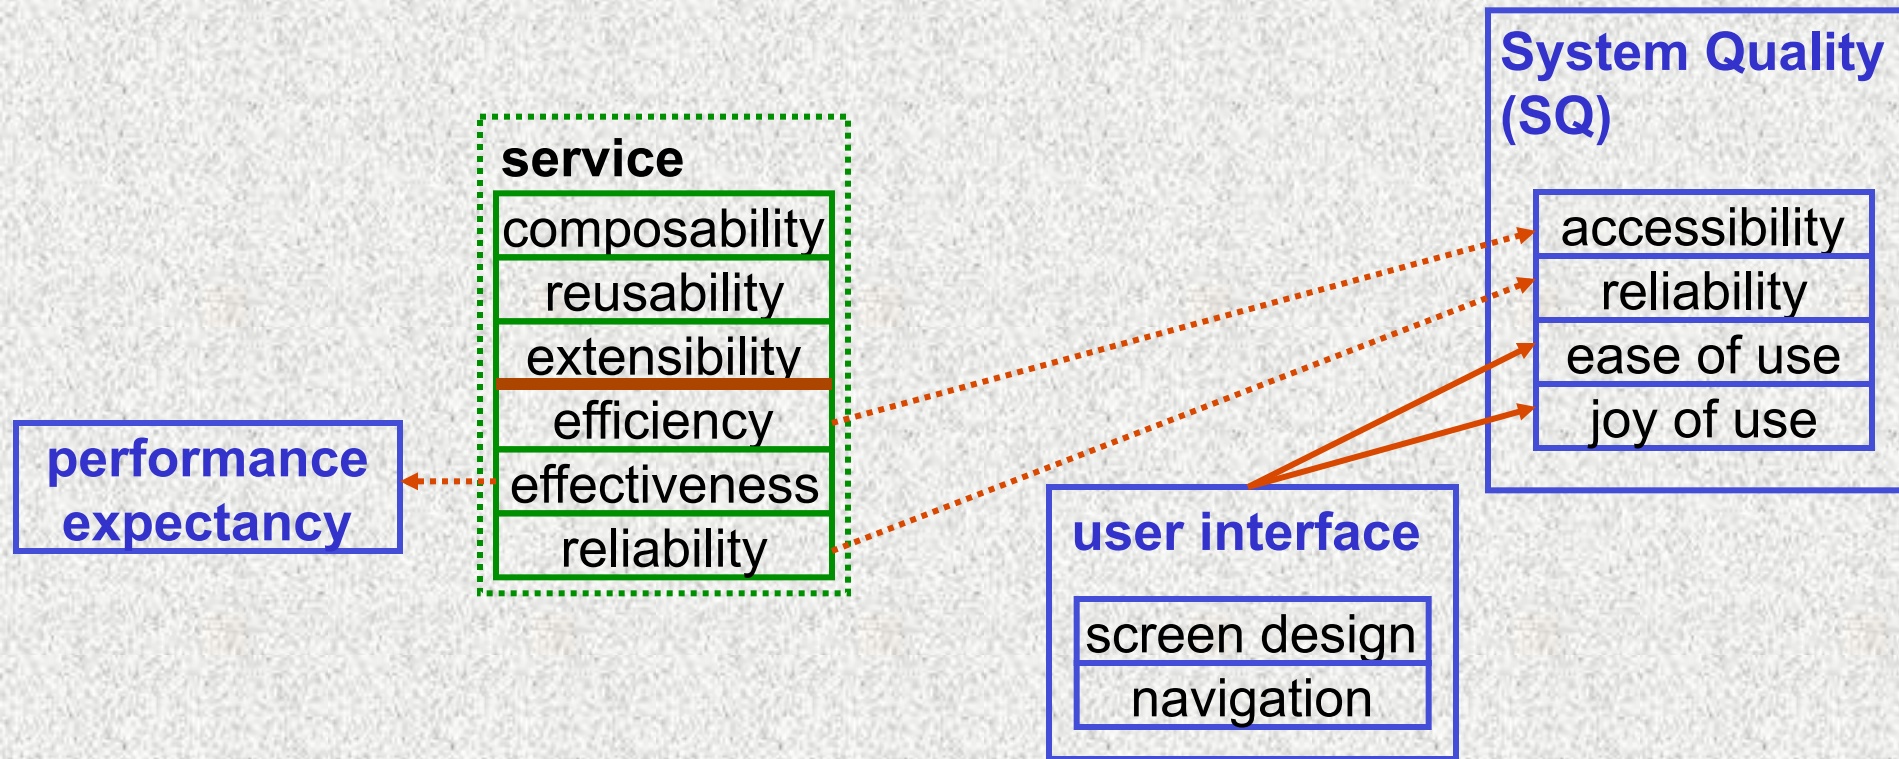 System Quality
(SQ)
accessibility
reliability
ease of use
joy of use
service
composability
reusability
extensibility
efficiency
effectiveness
reliability
performance
expectancy
user interface
screen design
navigation